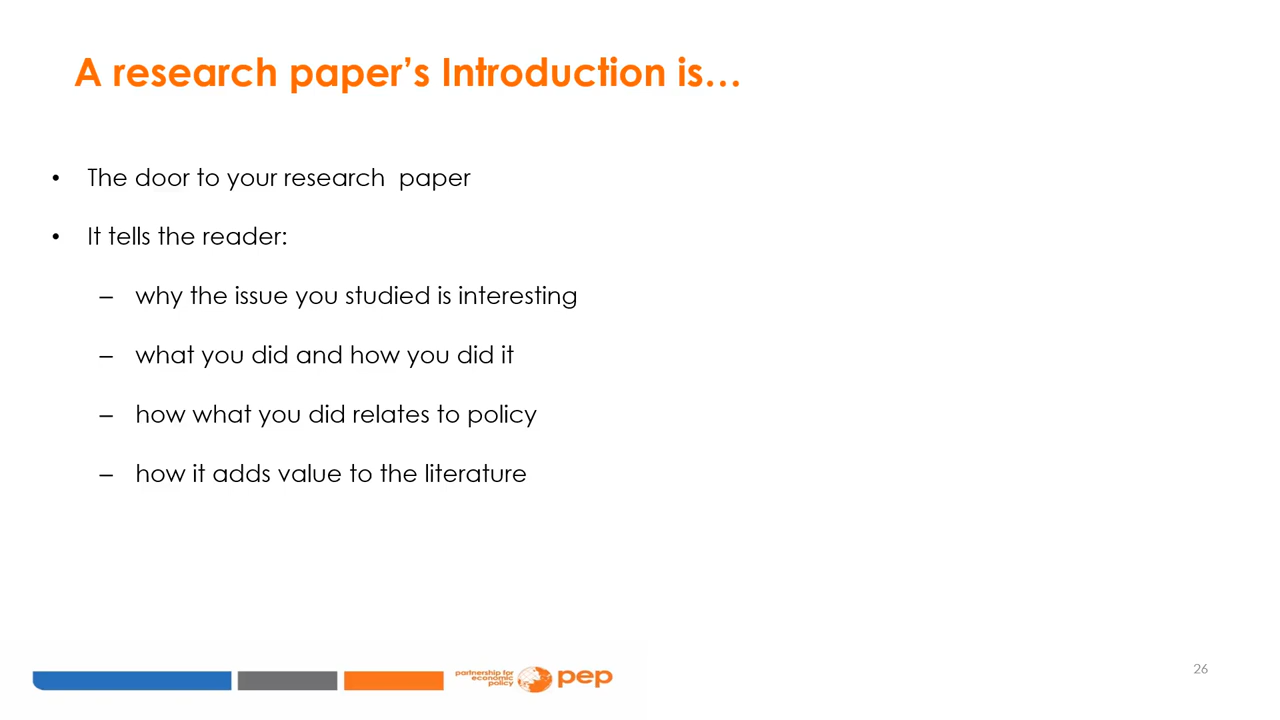 A research paper’s Introduction is…
• The door to your research  paper
• It tells the reader:
– why the issue you studied is interesting
– what you did and how you did it
– how what you did relates to policy
– how it adds value to the literature
partnership for
economic
policy
pep
26